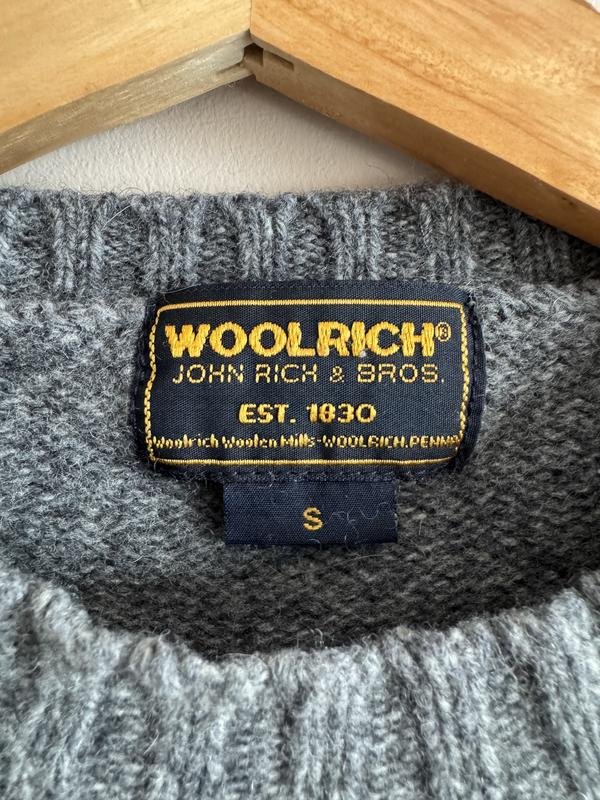 WOOLRICH®
JOHN RICH & BROS.
EST. 1830
Woolrich Woolen Mills-WOOLRICH, PENNA
S